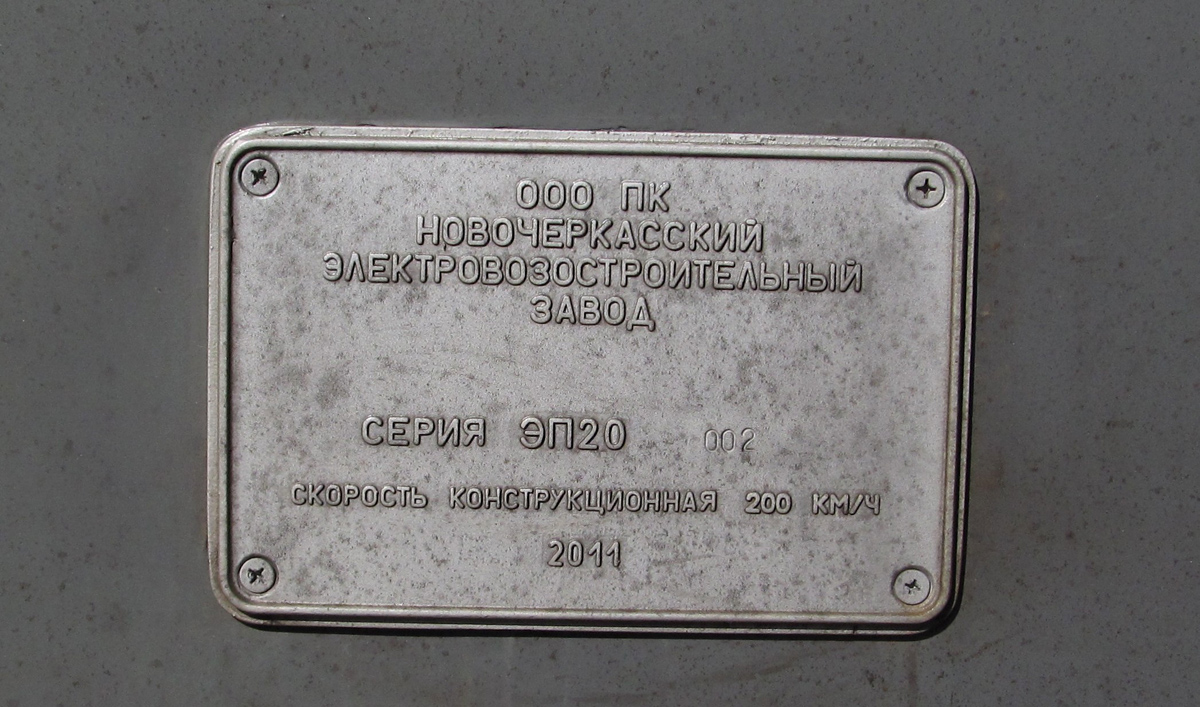 ООО ПК
НОВОЧЕРКАССКИЙ
ЭЛЕКТРОВОЗОСТРОИТЕЛЬНЫЙ
ЗАВОД
СЕРИЯ ЭП20 002
СКОРОСТЬ КОНСТРУКЦИОННАЯ 200 КМ/Ч
2011